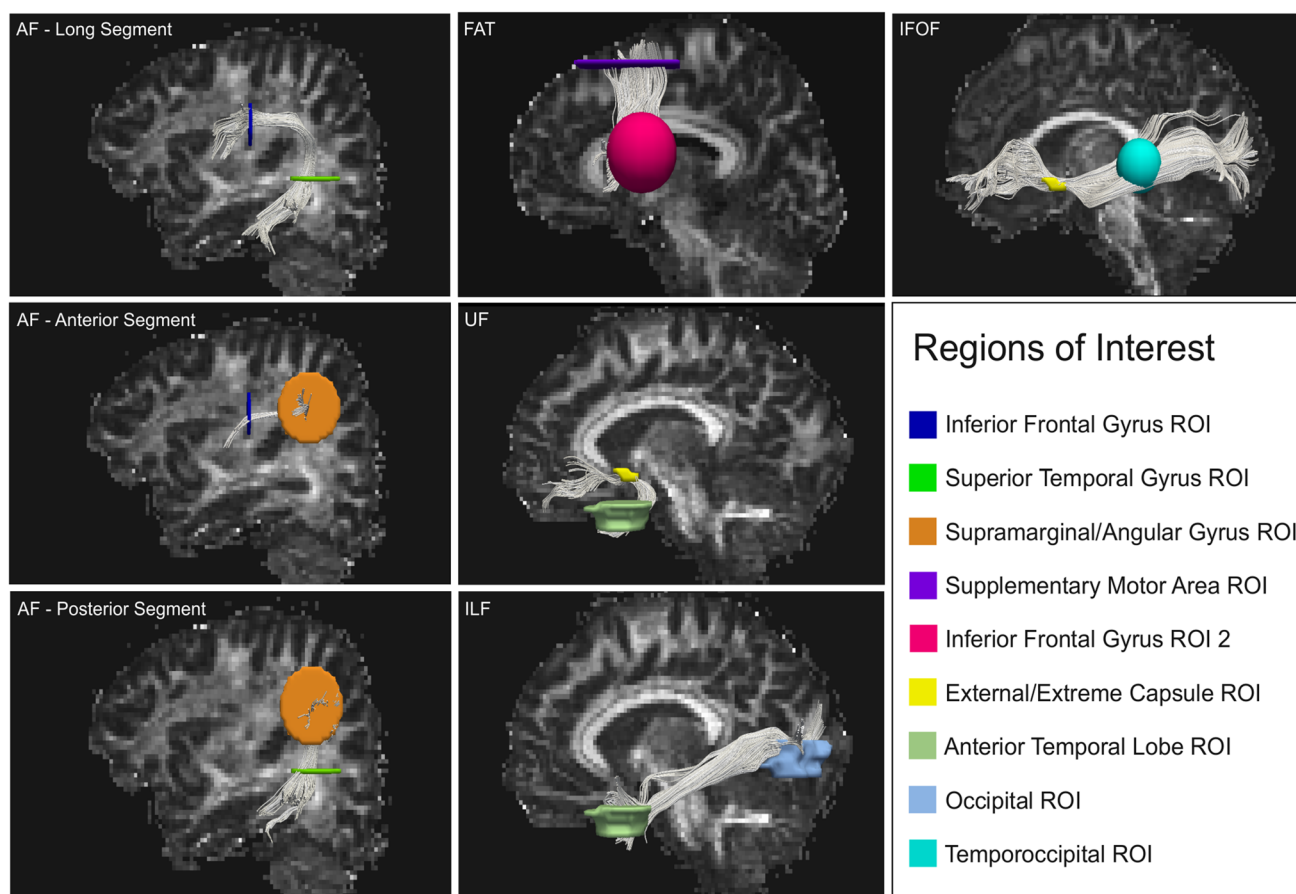 AF - Long Segment
FAT
IFOF
AF - Anterior Segment
UF
AF - Posterior Segment
ILF
Regions of Interest
Inferior Frontal Gyrus ROI
Superior Temporal Gyrus ROI
Supramarginal/Angular Gyrus ROI
Supplementary Motor Area ROI
Inferior Frontal Gyrus ROI 2
External/Extreme Capsule ROI
Anterior Temporal Lobe ROI
Occipital ROI
Temporoccipital ROI